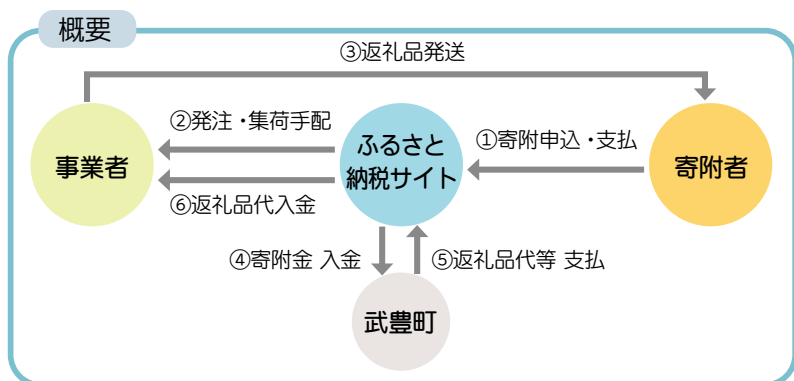 概要
③返礼品発送
②発注・集荷手配
①寄附申込・支払
事業者
ふるさと
納税サイト
寄附者
⑥返礼品代入金
④寄附金 入金
⑤返礼品代等 支払
武豊町